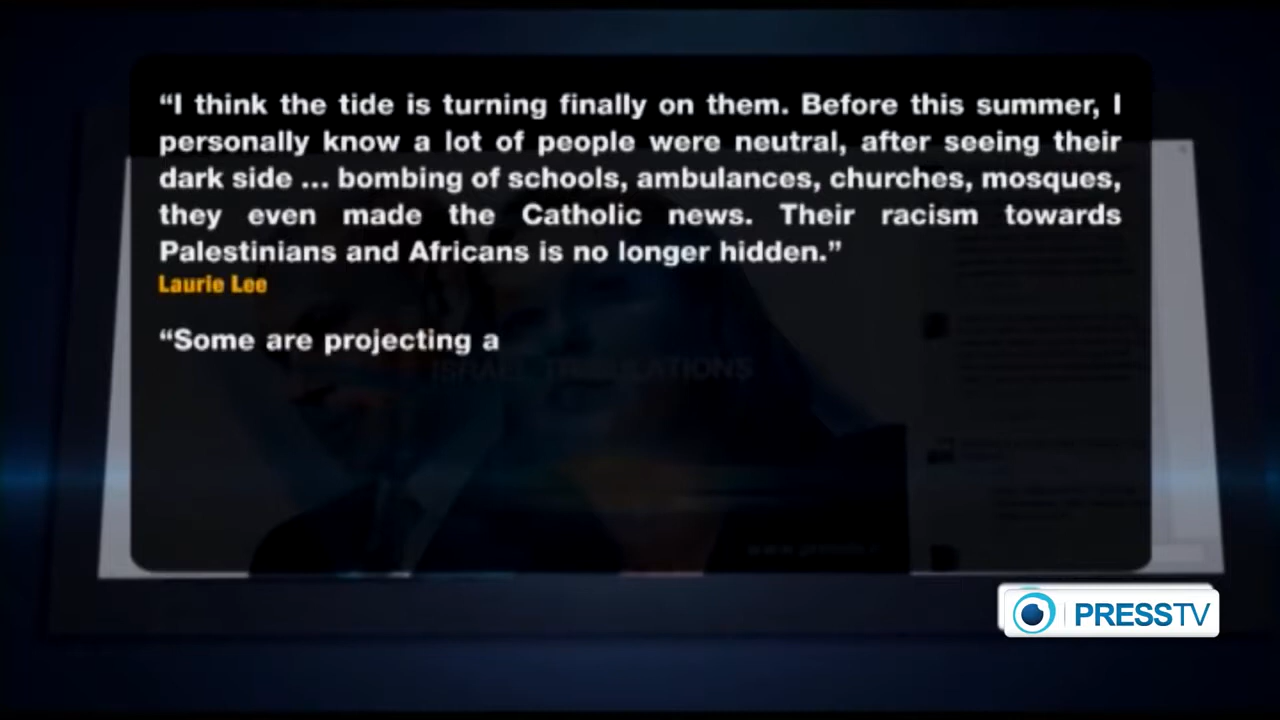 “I think the tide is turning finally on them. Before this summer, I
personally know a lot of people were neutral, after seeing their
dark side ... bombing of schools, ambulances, churches, mosques,
they even made the Catholic news. Their racism towards
Palestinians and Africans is no longer hidden.”
Laurie Lee
“Some are projecting a
PRESSTV